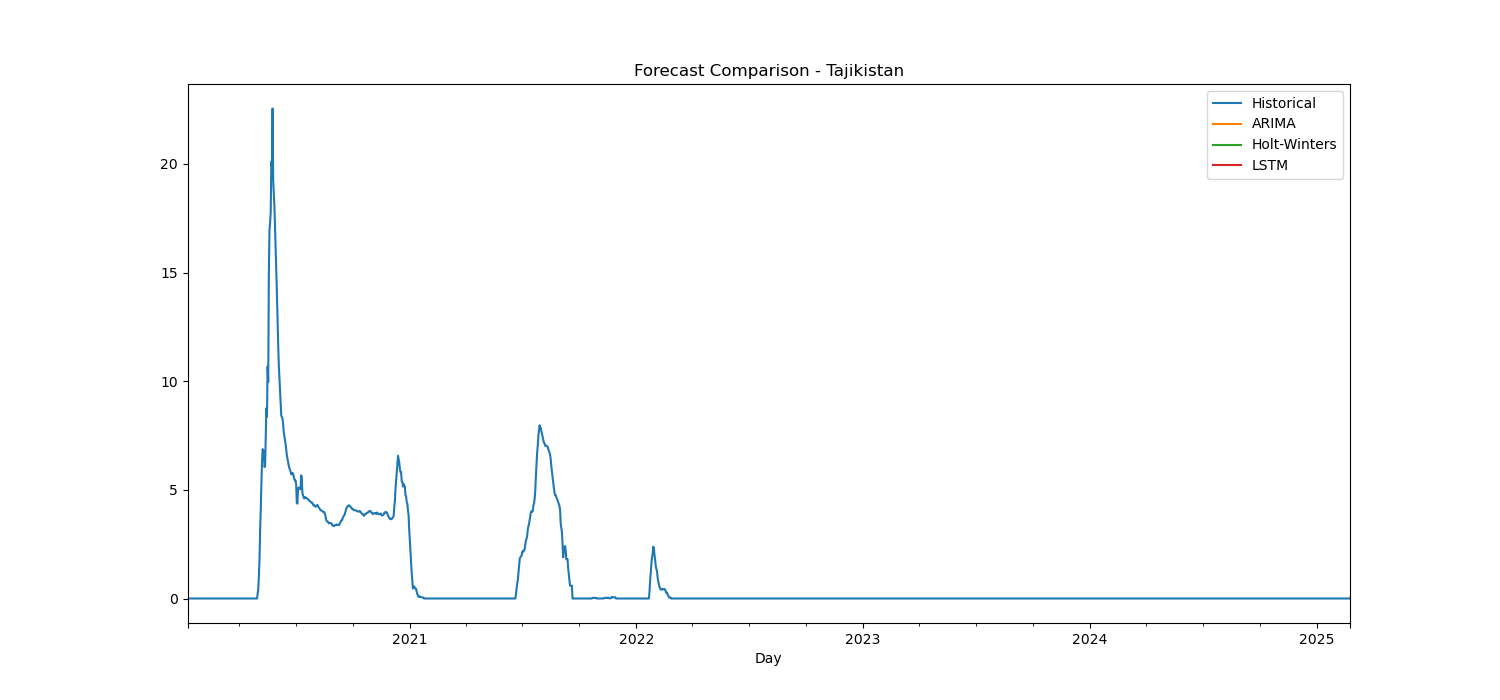 Forecast Comparison - Tajikistan
Historical
ARIMA
Holt-Winters
LSTM
20
15
10
5
0
2021 2022 2023 2024 2025
Day